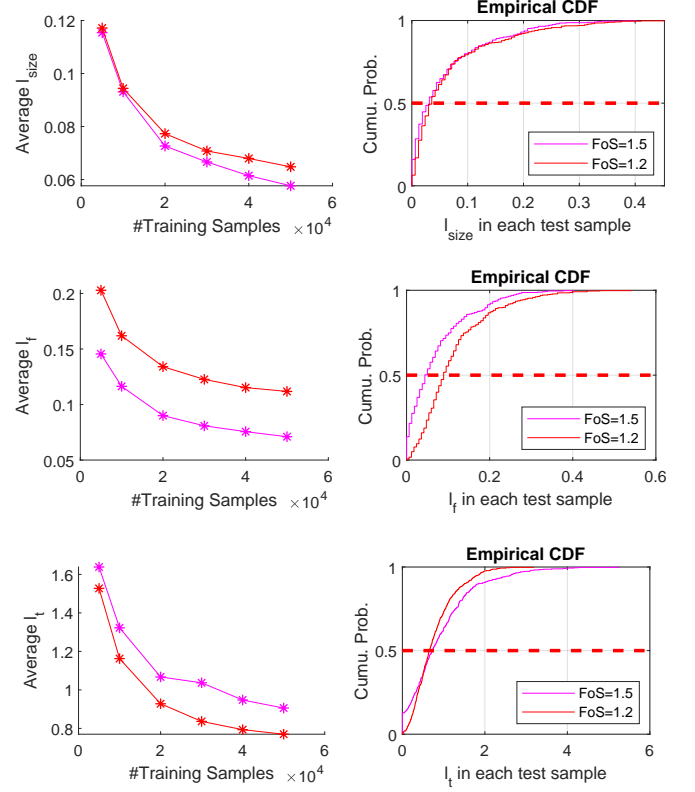 0.12
0.1
0.08
0.06
Average I_size
0 2 4 6
#Training Samples ×10^4
Empirical CDF
1
0.5
0
Cumu. Prob.
FoS=1.5
FoS=1.2
0 0.1 0.2 0.3 0.4
I_size in each test sample
0.2
0.15
0.1
0.05
Average I_f
0 2 4 6
#Training Samples ×10^4
Empirical CDF
1
0.5
0
Cumu. Prob.
FoS=1.5
FoS=1.2
0 0.2 0.4 0.6
I_f in each test sample
1.6
1.4
1.2
1
0.8
Average I_t
0 2 4 6
#Training Samples ×10^4
Empirical CDF
1
0.5
0
Cumu. Prob.
FoS=1.5
FoS=1.2
0 2 4 6
I_t in each test sample